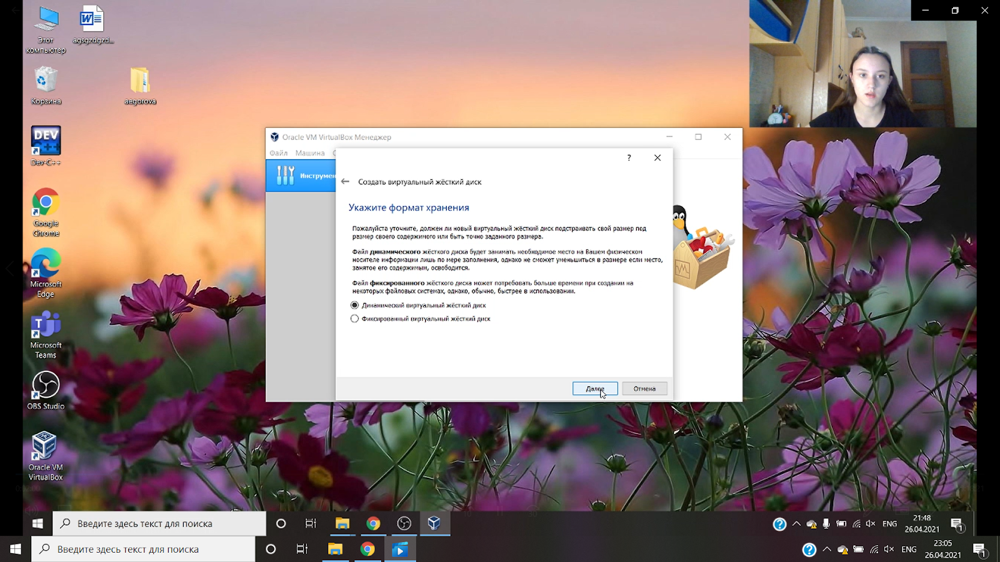 Этот
компьютер
agsgzdgzd...
Корзина
aegorova
DEV
C++
Dev-C++
Google
Chrome
Microsoft
Edge
Microsoft
Teams
OBS Studio
Oracle VM
VirtualBox
Oracle VM VirtualBox Менеджер
Файл Машина
Инструмен
Создать виртуальный жёсткий диск
Укажите формат хранения
Пожалуйста уточните, должен ли новый виртуальный жёсткий диск подстраивать свой размер под
размер своего содержимого или быть точно заданного размера.
Файл динамического жёсткого диска будет занимать необходимое место на Вашем физическом
носителе информации лишь по мере заполнения, однако не сможет уменьшиться в размере если место,
занятое его содержимым, освободится.
Файл фиксированного жёсткого диска может потребовать больше времени при создании на
некоторых файловых системах, однако, обычно, быстрее в использовании.
Динамический виртуальный жёсткий диск
Фиксированный виртуальный жёсткий диск
Далее
Отмена
Введите здесь текст для поиска
ENG
21:48
26.04.2021
1
Введите здесь текст для поиска
ENG
23:05
26.04.2021
1